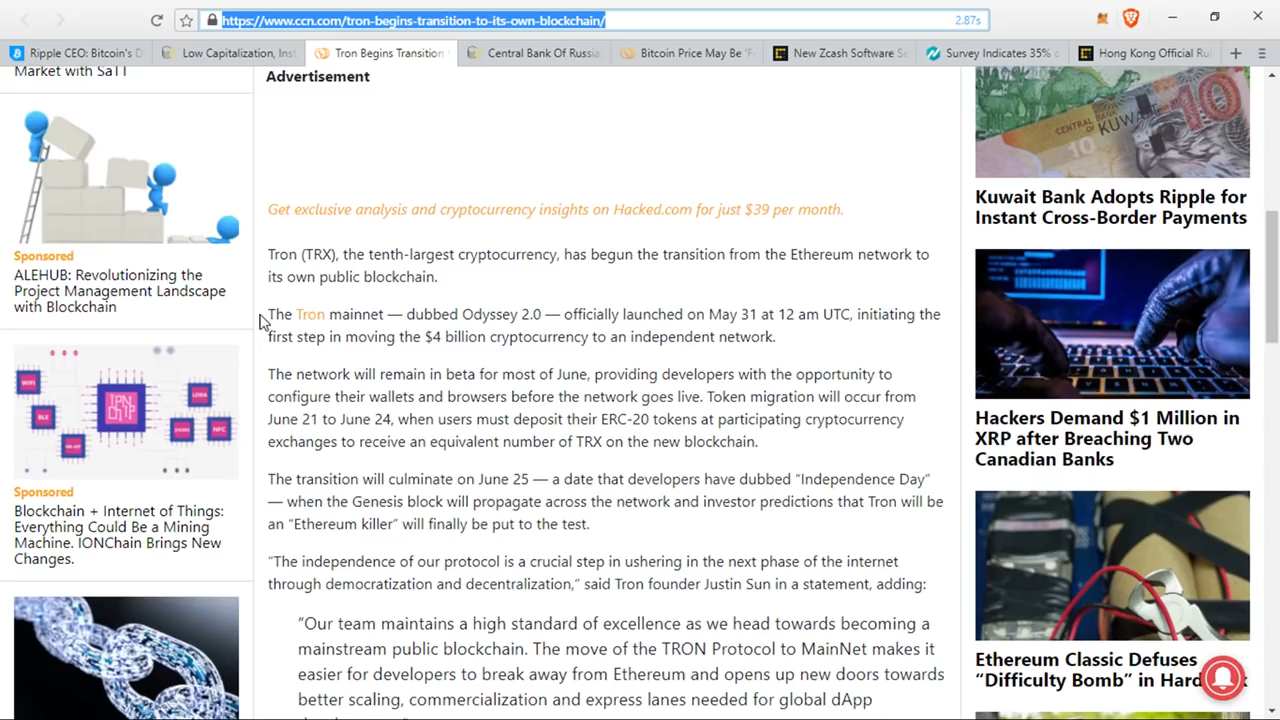 https://www.ccn.com/tron-begins-transition-to-its-own-blockchain/
2.87s
Ripple CEO: Bitcoin's D
Low Capitalization, Inst
Tron Begins Transition
Central Bank Of Russia
Bitcoin Price May Be 'F
New Zcash Software Se
Survey Indicates 35%
Hong Kong Official Ru
Market with SaTT
Sponsored
ALEHUB: Revolutionizing the
Project Management Landscape
with Blockchain
Sponsored
Blockchain + Internet of Things:
Everything Could Be a Mining
Machine. IONChain Brings New
Changes.
Advertisement
Get exclusive analysis and cryptocurrency insights on Hacked.com for just $39 per month.
Tron (TRX), the tenth-largest cryptocurrency, has begun the transition from the Ethereum network to
its own public blockchain.
The Tron mainnet — dubbed Odyssey 2.0 — officially launched on May 31 at 12 am UTC, initiating the
first step in moving the $4 billion cryptocurrency to an independent network.
The network will remain in beta for most of June, providing developers with the opportunity to
configure their wallets and browsers before the network goes live. Token migration will occur from
June 21 to June 24, when users must deposit their ERC-20 tokens at participating cryptocurrency
exchanges to receive an equivalent number of TRX on the new blockchain.
The transition will culminate on June 25 — a date that developers have dubbed “Independence Day”
— when the Genesis block will propagate across the network and investor predictions that Tron will be
an “Ethereum killer” will finally be put to the test.
“The independence of our protocol is a crucial step in ushering in the next phase of the internet
through democratization and decentralization,” said Tron founder Justin Sun in a statement, adding:
“Our team maintains a high standard of excellence as we head towards becoming a
mainstream public blockchain. The move of the TRON Protocol to MainNet makes it
easier for developers to break away from Ethereum and opens up new doors towards
better scaling, commercialization and express lanes needed for global dApp
Kuwait Bank Adopts Ripple for
Instant Cross-Border Payments
Hackers Demand $1 Million in
XRP after Breaching Two
Canadian Banks
Ethereum Classic Defuses
“Difficulty Bomb” in Hard